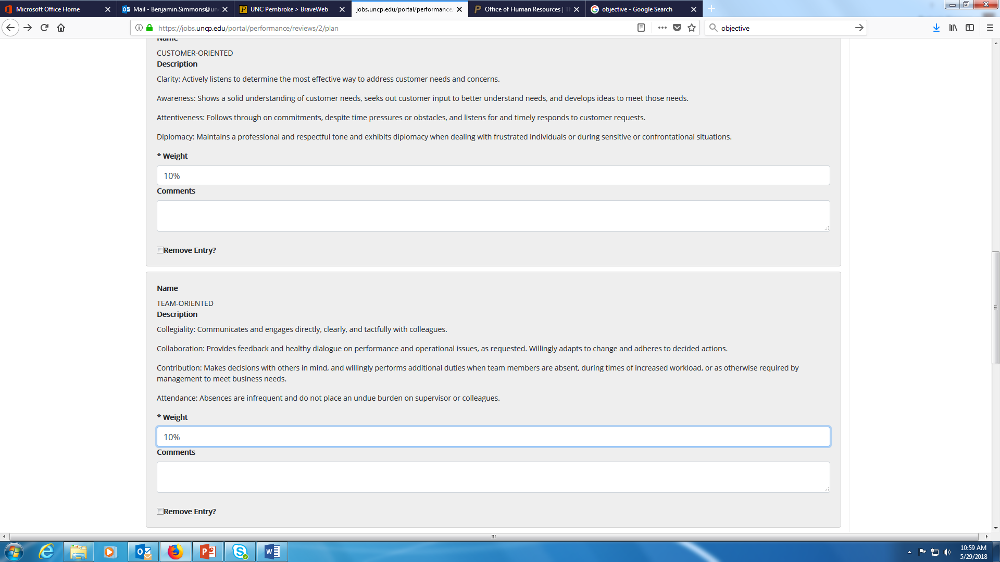 Microsoft Office Home
Mail - Benjamin.Simmons@un
UNC Pembroke > BraveWeb
jobs.uncp.edu/portal/performance
Office of Human Resources | T
objective - Google Search
https://jobs.uncp.edu/portal/performance/reviews/2/plan
objective
Name
CUSTOMER-ORIENTED
Description
Clarity: Actively listens to determine the most effective way to address customer needs and concerns.
Awareness: Shows a solid understanding of customer needs, seeks out customer input to better understand needs, and develops ideas to meet those needs.
Attentiveness: Follows through on commitments, despite time pressures or obstacles, and listens for and timely responds to customer requests.
Diplomacy: Maintains a professional and respectful tone and exhibits diplomacy when dealing with frustrated individuals or during sensitive or confrontational situations.
* Weight
10%
Comments
Remove Entry?
Name
TEAM-ORIENTED
Description
Collegiality: Communicates and engages directly, clearly, and tactfully with colleagues.
Collaboration: Provides feedback and healthy dialogue on performance and operational issues, as requested. Willingly adapts to change and adheres to decided actions.
Contribution: Makes decisions with others in mind, and willingly performs additional duties when team members are absent, during times of increased workload, or as otherwise required by
management to meet business needs.
Attendance: Absences are infrequent and do not place an undue burden on supervisor or colleagues.
* Weight
10%
Comments
Remove Entry?
10:59 AM
5/29/2018